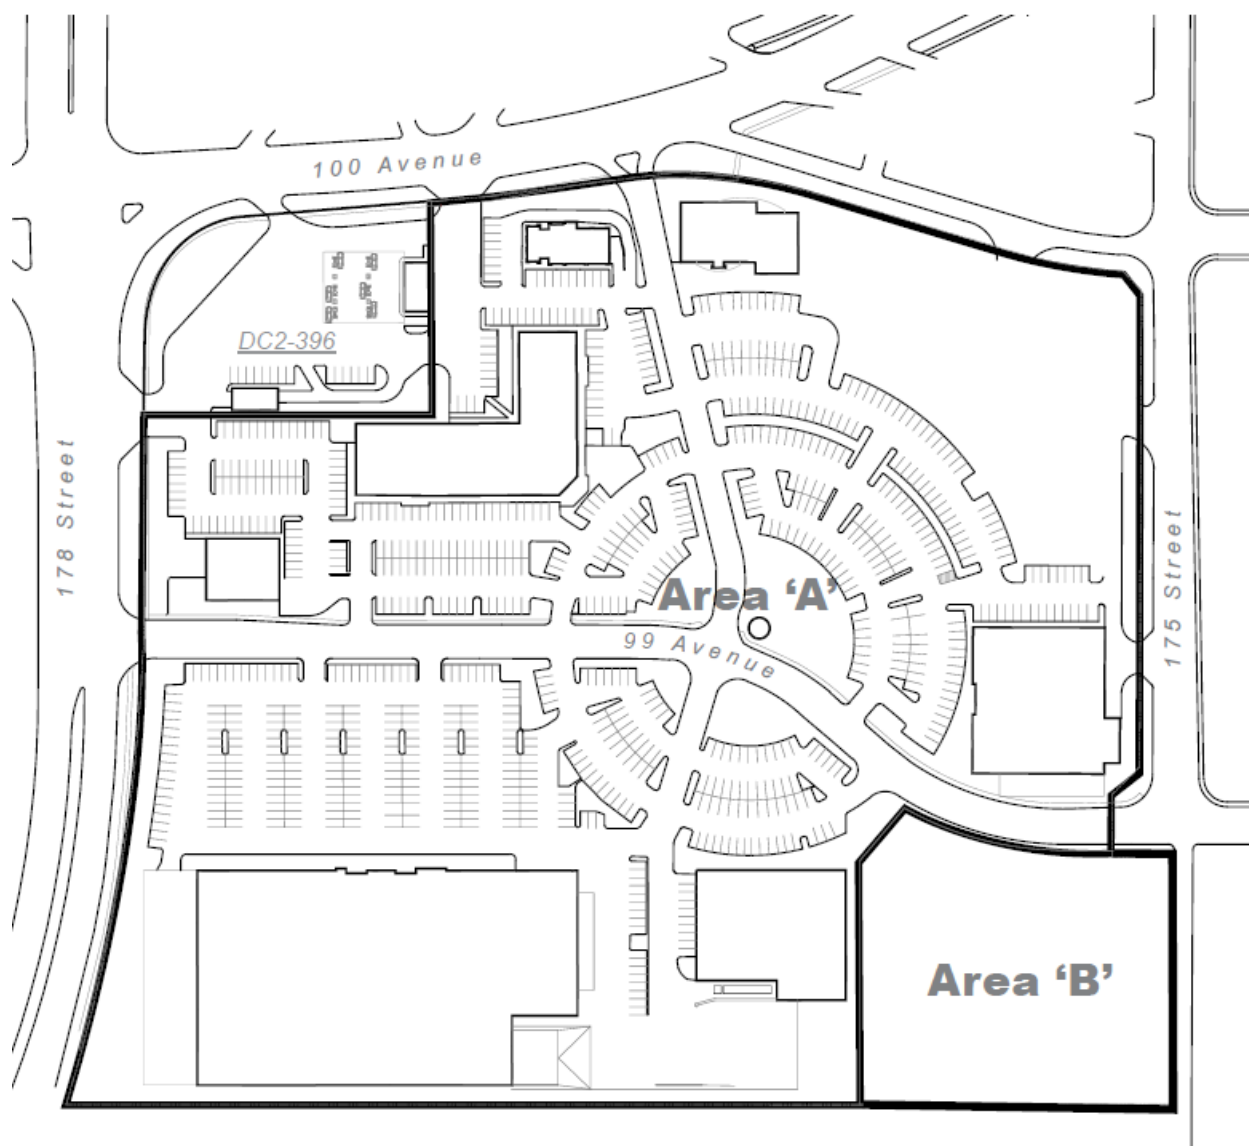 100 Avenue
DC2-396
178 Street
175 Street
Area ‘A’
99 Avenue
Area ‘B’